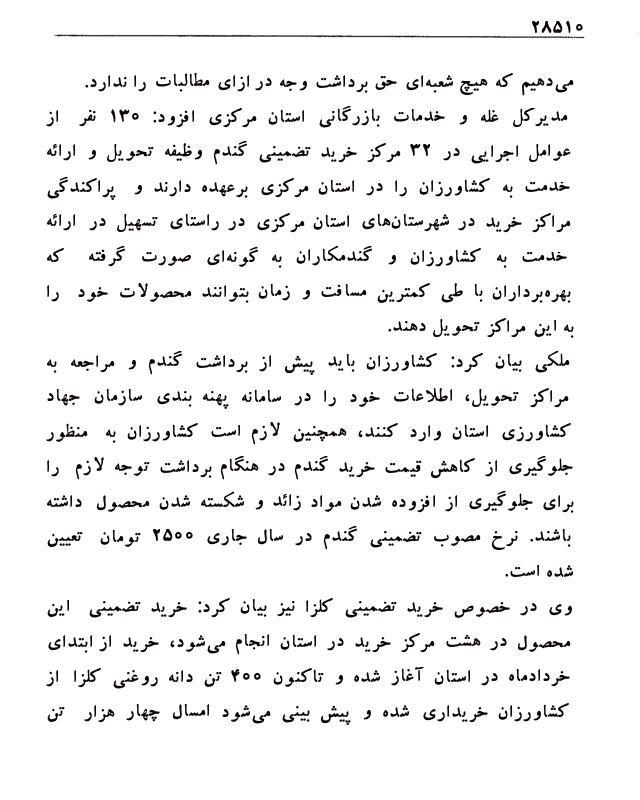 ۲۸۵۱۰
می‌دهیم که هیچ شعبه‌ای حق برداشت وجه در ازای مطالبات را ندارد.
مدیرکل غله و خدمات بازرگانی استان مرکزی افزود: ۱۳۰ نفر از
عوامل اجرایی در ۳۲ مرکز خرید تضمینی گندم وظیفه تحویل و ارائه
خدمت به کشاورزان را در استان مرکزی برعهده دارند و پراکندگی
مراکز خرید در شهرستان‌های استان مرکزی در راستای تسهیل در ارائه
خدمت به کشاورزان و گندمکاران به گونه‌ای صورت گرفته که
بهره‌برداران با طی کمترین مسافت و زمان بتوانند محصولات خود را
به این مراکز تحویل دهند.
ملکی بیان کرد: کشاورزان باید پیش از برداشت گندم و مراجعه به
مراکز تحویل، اطلاعات خود را در سامانه پهنه بندی سازمان جهاد
کشاورزی استان وارد کنند، همچنین لازم است کشاورزان به منظور
جلوگیری از کاهش قیمت خرید گندم در هنگام برداشت توجه لازم را
برای جلوگیری از افزوده شدن مواد زائد و شکسته شدن محصول داشته
باشند. نرخ مصوب تضمینی گندم در سال جاری ۲۵۰۰ تومان تعیین
شده است.
وی در خصوص خرید تضمینی کلزا نیز بیان کرد: خرید تضمینی این
محصول در هشت مرکز خرید در استان انجام می‌شود، خرید از ابتدای
خردادماه در استان آغاز شده و تاکنون ۴۰۰ تن دانه روغنی کلزا از
کشاورزان خریداری شده و پیش بینی می‌شود امسال چهار هزار تن